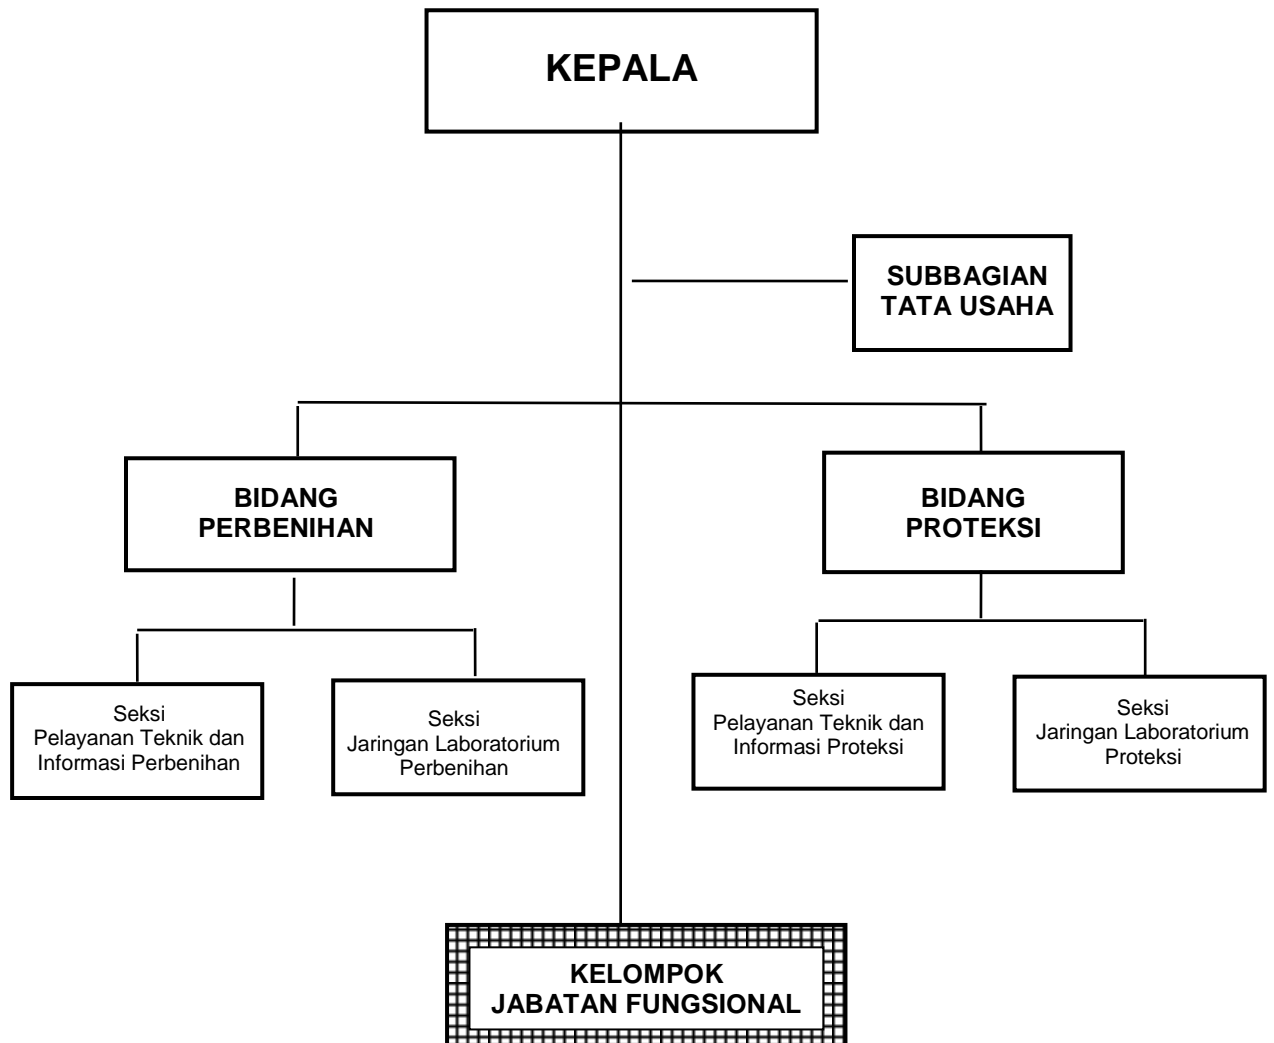 KEPALA
SUBBAGIAN
TATA USAHA
BIDANG
PERBENIHAN
BIDANG
PROTEKSI
Seksi
Pelayanan Teknik dan
Informasi Perbenihan
Seksi
Jaringan Laboratorium
Perbenihan
Seksi
Pelayanan Teknik dan
Informasi Proteksi
Seksi
Jaringan Laboratorium
Proteksi
KELOMPOK
JABATAN FUNGSIONAL